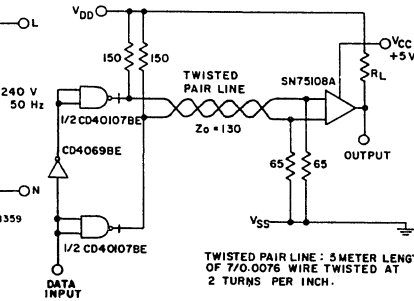 L
V DD
150
150
TWISTED
PAIR LINE
SN75108A
VCC
+5V
RL
240 V
50 Hz
1/2 CD40107BE
Zo = 130
CD4069BE
OUTPUT
65
65
N
1359
VSS
1/2 CD40107BE
DATA
INPUT
TWISTED PAIR LINE : 5 METER LENG
OF 7/0.0076 WIRE TWISTED AT
2 TURNS PER INCH.